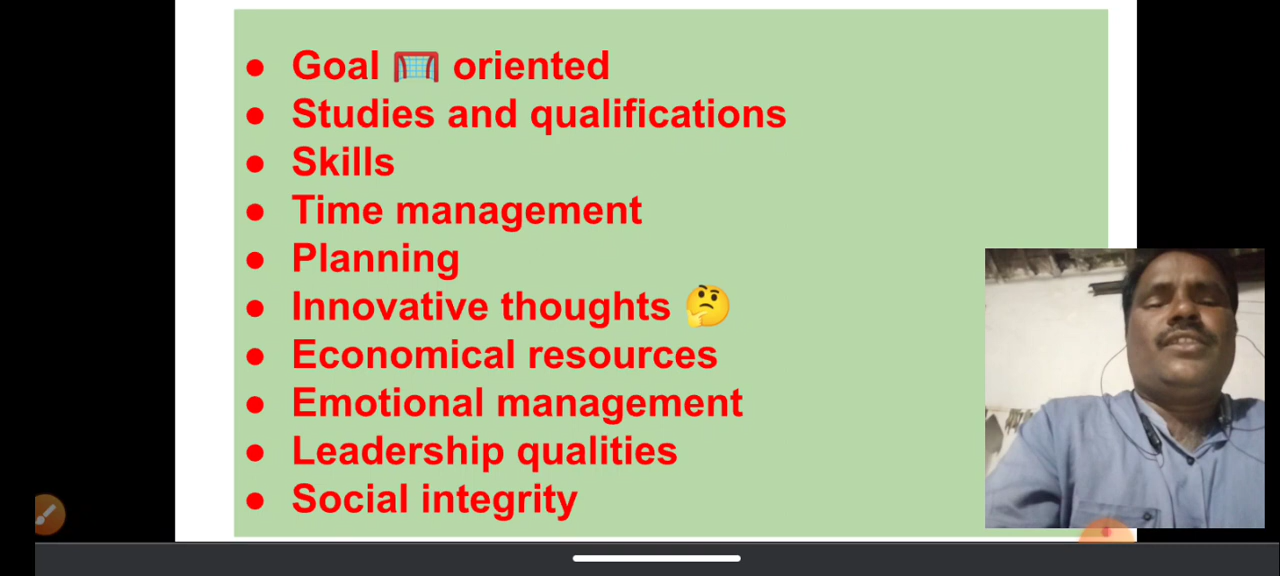 Goal 🥅 oriented
Studies and qualifications
Skills
Time management
Planning
Innovative thoughts 🤔
Economical resources
Emotional management
Leadership qualities
Social integrity